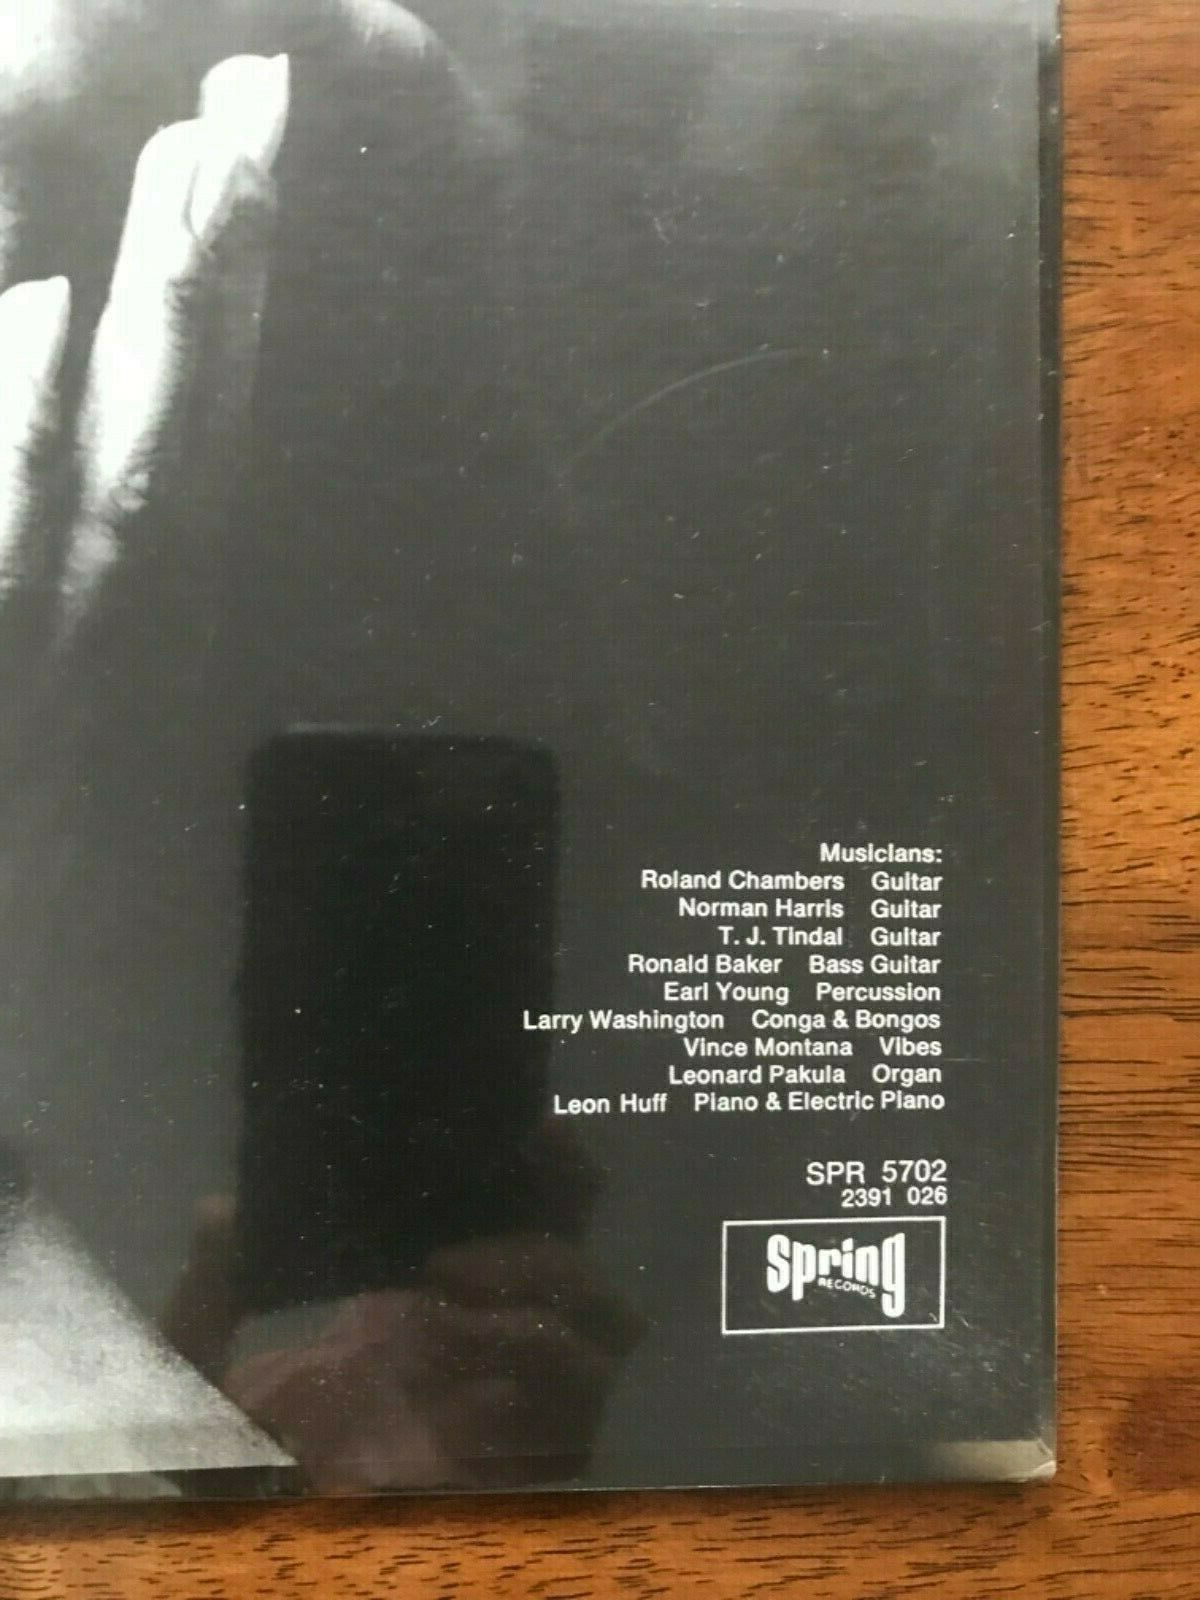 Musicians:
Roland Chambers Guitar
Norman Harris Guitar
T. J. Tindal Guitar
Ronald Baker Bass Guitar
Earl Young Percussion
Larry Washington Conga & Bongos
Vince Montana Vibes
Leonard Pakula Organ
Leon Huff Piano & Electric Piano
SPR 5702
2391 026
Spring
RECORDS